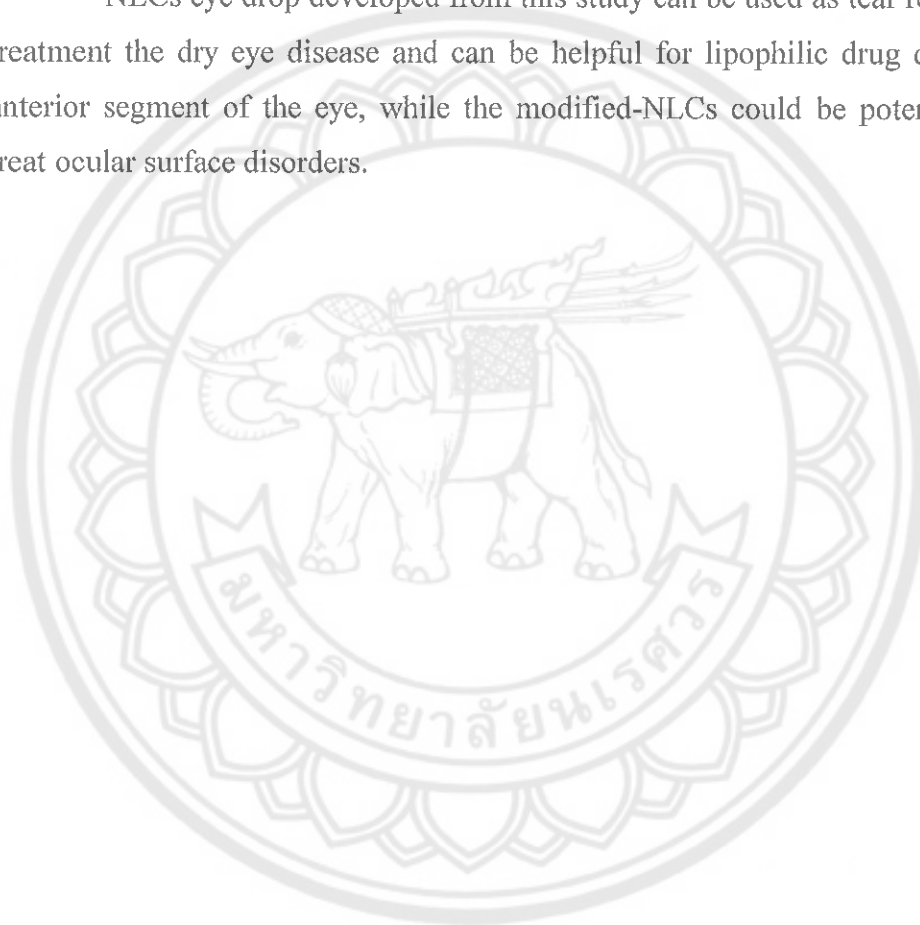 NLCs eye drop developed from this study can be used as tear
treatment the dry eye disease and can be helpful for lipophilic drug
anterior segment of the eye, while the modified-NLCs could be
treat ocular surface disorders.
มหาวิทยาลัยนเรศวร